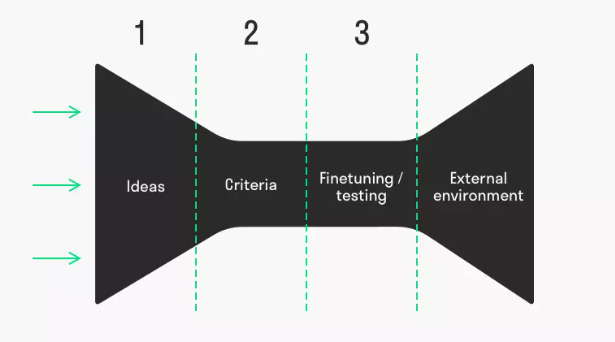 1 2 3
Ideas
Criteria
Finetuning /
testing
External
environment